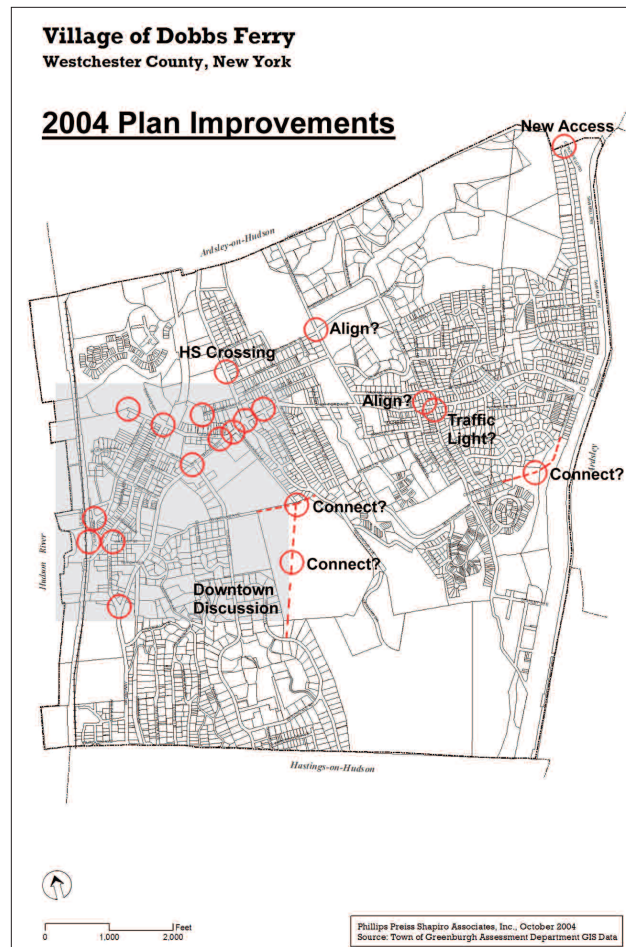 Village of Dobbs Ferry
Westchester County, New York
2004 Plan Improvements
New Access
Ardsley-on-Hudson
Align?
HS Crossing
Align?
Traffic
Light?
Ardsley
Connect?
Connect?
Hudson River
Connect?
Downtown
Discussion
Hastings-on-Hudson
Feet
0 1,000 2,000
Phillips Preiss Shapiro Associates, Inc., October 2004
Source: Town of Greenburgh Assessment Department GIS Data